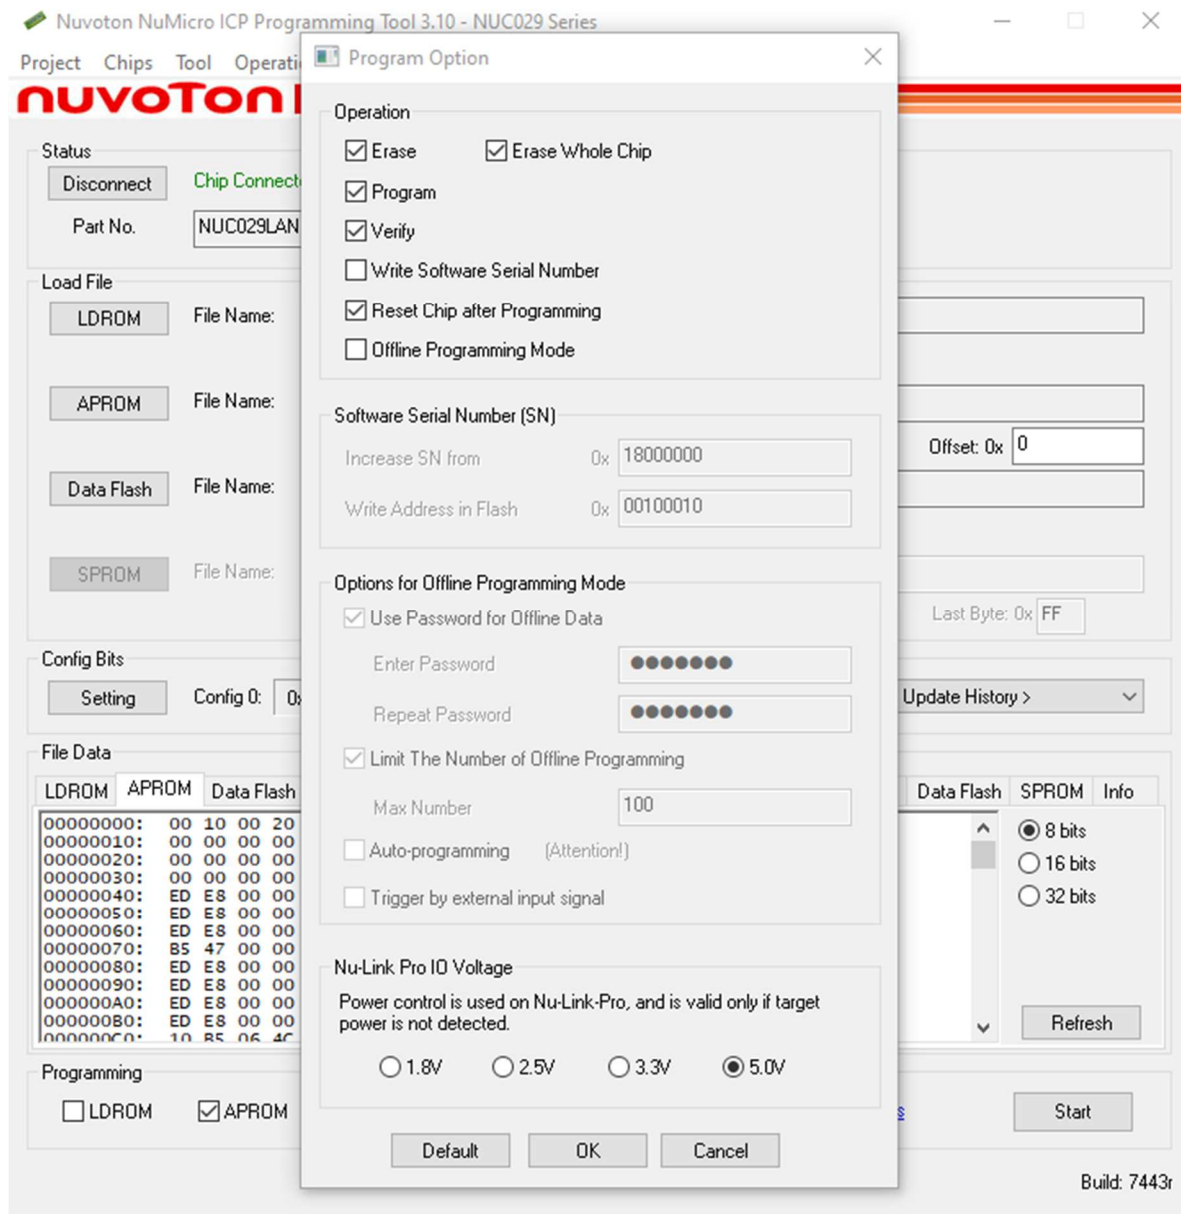 Nuvoton NuMicro ICP Programming Tool 3.10 - NUC029 Series
Project Chips Tool Operati
nuvoTon
Status
Disconnect Chip Connect
Part No. NUC029LAN
Load File
LDROM File Name:
APROM File Name:
Offset: 0x 0
Data Flash File Name:
SPROM File Name:
Last Byte: 0x FF
Config Bits
Setting Config 0: 0x
Update History >
File Data
LDROM APROM Data Flash
Data Flash SPROM Info
00000000: 00 10 00 20
00000010: 00 00 00 00
00000020: 00 00 00 00
00000030: 00 00 00 00
00000040: ED E8 00 00
00000050: ED E8 00 00
00000060: ED E8 00 00
00000070: B5 47 00 00
00000080: ED E8 00 00
00000090: ED E8 00 00
000000A0: ED E8 00 00
000000B0: ED E8 00 00
000000C0: 10 B5 06 4C
8 bits
16 bits
32 bits
Refresh
Programming
LDROM APROM
s
Start
Build: 7443r
Program Option
Operation
Erase Erase Whole Chip
Program
Verify
Write Software Serial Number
Reset Chip after Programming
Offline Programming Mode
Software Serial Number (SN)
Increase SN from 0x 18000000
Write Address in Flash 0x 00100010
Options for Offline Programming Mode
Use Password for Offline Data
Enter Password ●●●●●●●
Repeat Password ●●●●●●●
Limit The Number of Offline Programming
Max Number 100
Auto-programming (Attention!)
Trigger by external input signal
Nu-Link Pro IO Voltage
Power control is used on Nu-Link-Pro, and is valid only if target
power is not detected.
1.8V 2.5V 3.3V 5.0V
Default OK Cancel